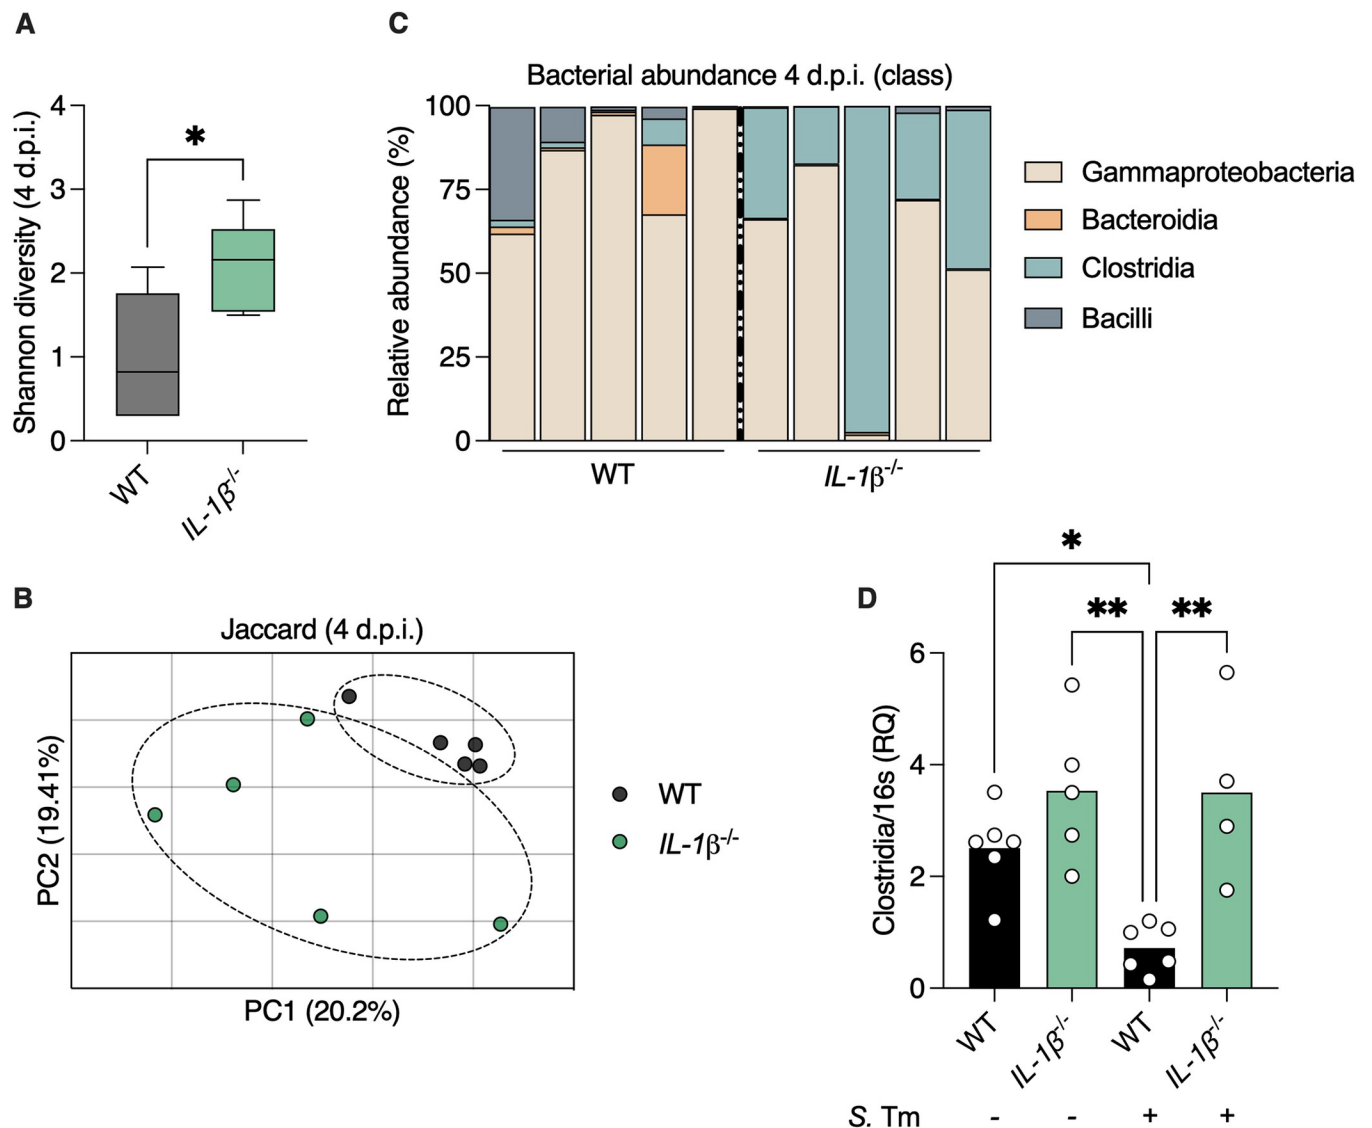 A
Shannon diversity (4 d.p.i.)
4
3
2
1
0
*
WT
IL-1β-/-
C
Bacterial abundance 4 d.p.i. (class)
Relative abundance (%)
100
75
50
25
0
WT
IL-1β-/-
Gammaproteobacteria
Bacteroidia
Clostridia
Bacilli
B
Jaccard (4 d.p.i.)
PC2 (19.41%)
PC1 (20.2%)
WT
IL-1β-/-
D
*
** **
Clostridia/16s (RQ)
6
4
2
0
WT IL-1β-/- WT IL-1β-/-
S. Tm - - + +